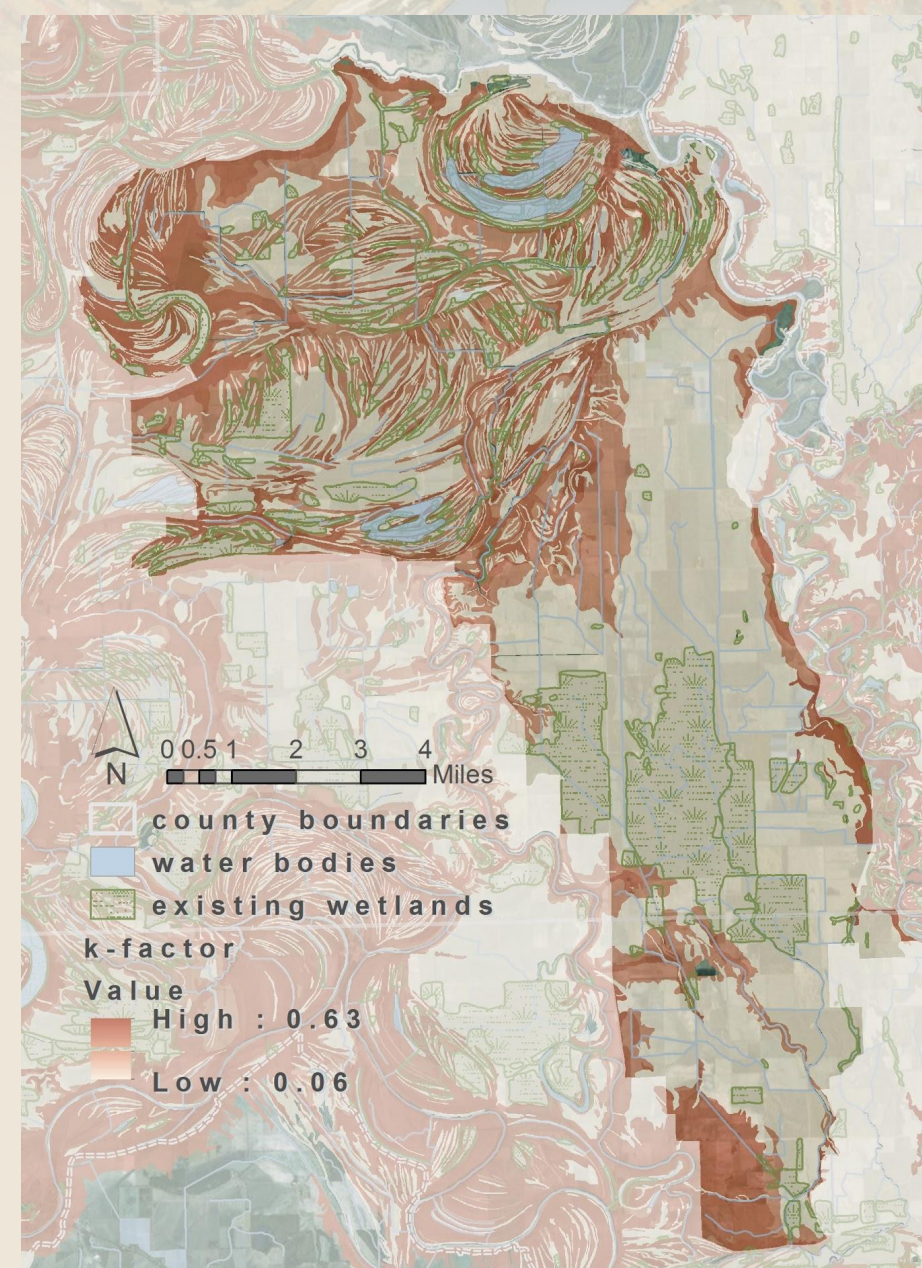 0 0.5 1 2 3 4
Miles
N
county boundaries
water bodies
existing wetlands
k-factor
Value
High : 0.63
Low : 0.06